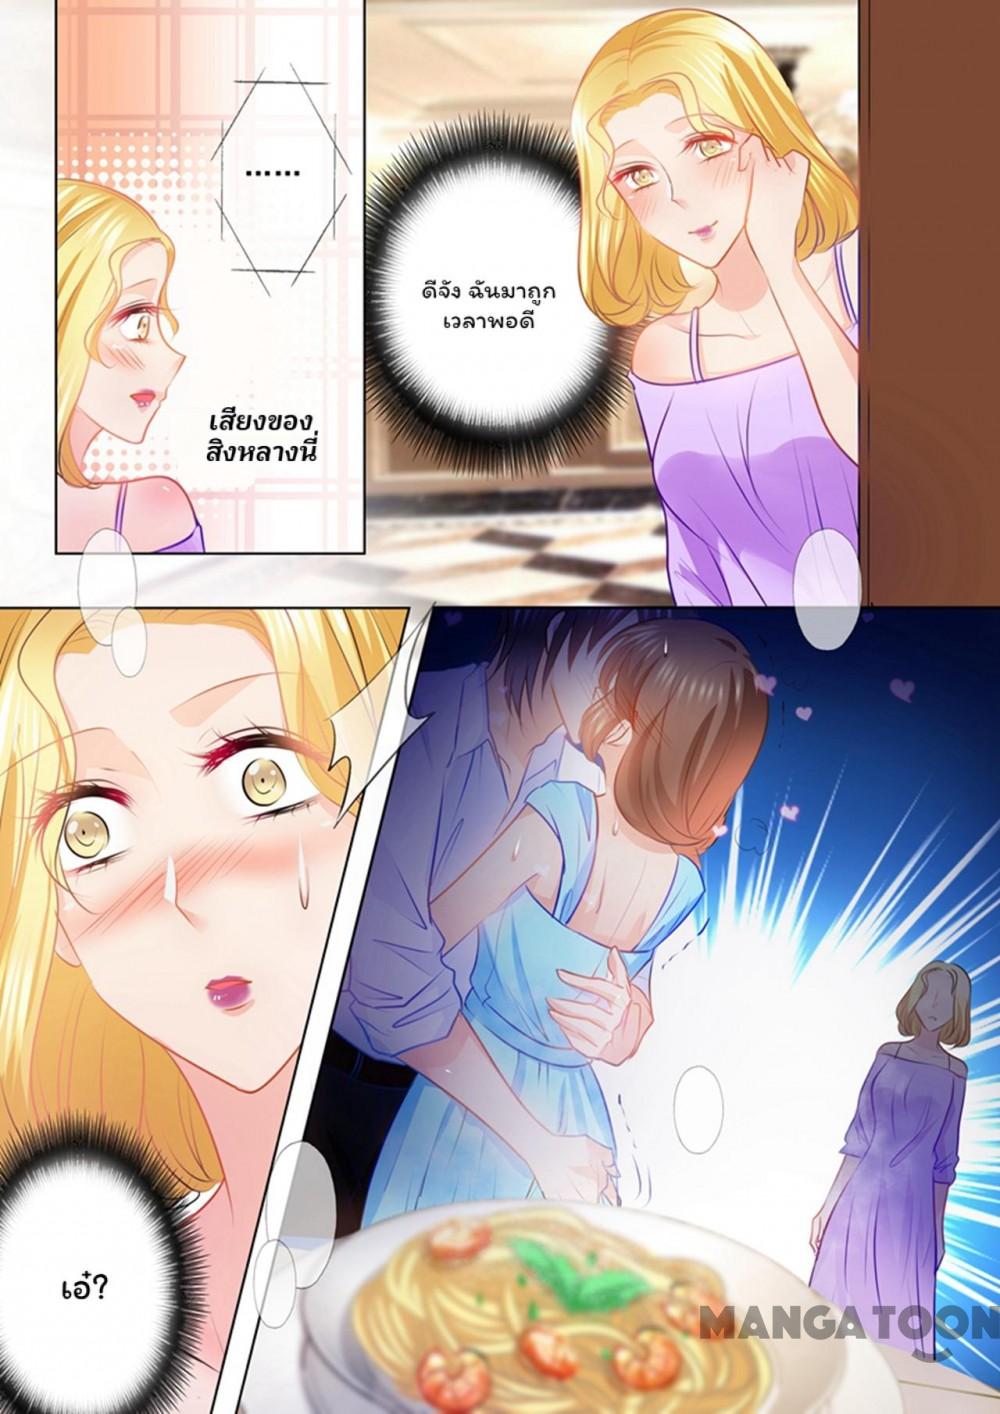 ดีจัง ฉันมาถูก
เวลาพอดี
......
เสียงของ
สิงหลางนี่
เอ๋?
MANGATOON